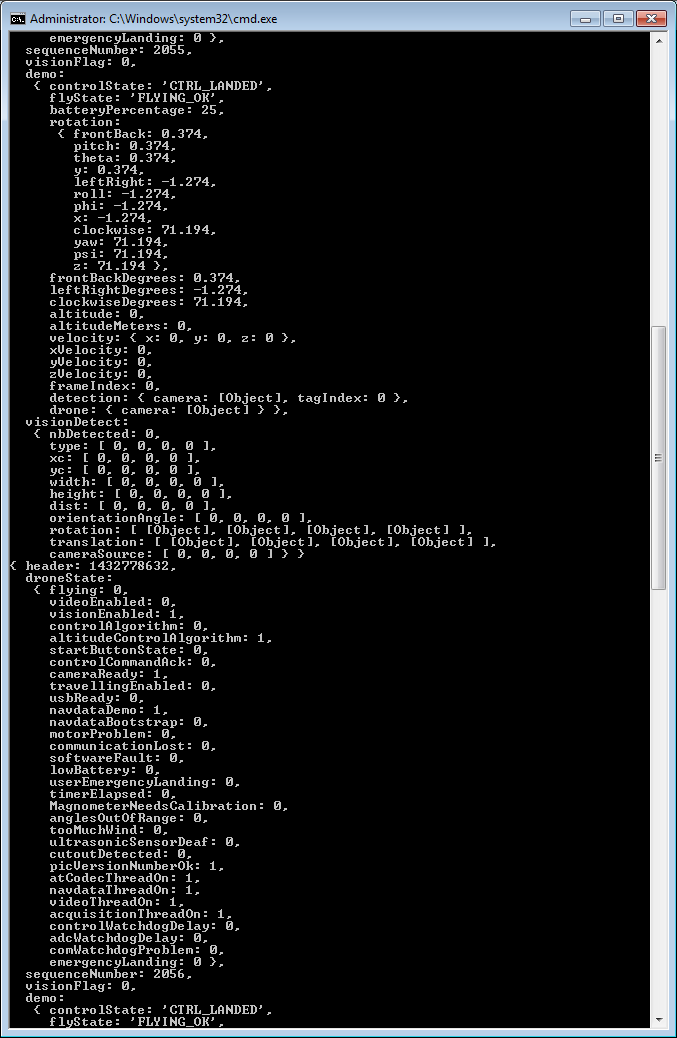 Administrator: C:\Windows\system32\cmd.exe
emergencyLanding: 0 },
sequenceNumber: 2055,
visionFlag: 0,
demo:
{ controlState: 'CTRL_LANDED',
flyState: 'FLYING_OK',
batteryPercentage: 25,
rotation:
{ frontBack: 0.374,
pitch: 0.374,
theta: 0.374,
y: 0.374,
leftRight: -1.274,
roll: -1.274,
phi: -1.274,
x: -1.274,
clockwise: 71.194,
yaw: 71.194,
psi: 71.194,
z: 71.194 },
frontBackDegrees: 0.374,
leftRightDegrees: -1.274,
clockwiseDegrees: 71.194,
altitude: 0,
altitudeMeters: 0,
velocity: { x: 0, y: 0, z: 0 },
xVelocity: 0,
yVelocity: 0,
zVelocity: 0,
frameIndex: 0,
detection: { camera: [Object], tagIndex: 0 },
drone: { camera: [Object] } },
visionDetect:
{ nbDetected: 0,
type: [ 0, 0, 0, 0 ],
xc: [ 0, 0, 0, 0 ],
yc: [ 0, 0, 0, 0 ],
width: [ 0, 0, 0, 0 ],
height: [ 0, 0, 0, 0 ],
dist: [ 0, 0, 0, 0 ],
orientationAngle: [ 0, 0, 0, 0 ],
rotation: [ [Object], [Object], [Object], [Object] ],
translation: [ [Object], [Object], [Object], [Object] ],
cameraSource: [ 0, 0, 0, 0 ] } }
{ header: 1432778632,
droneState:
{ flying: 0,
videoEnabled: 0,
visionEnabled: 1,
controlAlgorithm: 0,
altitudeControlAlgorithm: 1,
startButtonState: 0,
controlCommandAck: 0,
cameraReady: 1,
travellingEnabled: 0,
usbReady: 0,
navdataDemo: 1,
navdataBootstrap: 0,
motorProblem: 0,
communicationLost: 0,
softwareFault: 0,
lowBattery: 0,
userEmergencyLanding: 0,
timerElapsed: 0,
MagnometerNeedsCalibration: 0,
anglesOutOfRange: 0,
tooMuchWind: 0,
ultrasonicSensorDeaf: 0,
cutoutDetected: 0,
picVersionNumberOk: 1,
atCodecThreadOn: 1,
navdataThreadOn: 1,
videoThreadOn: 1,
acquisitionThreadOn: 1,
controlWatchdogDelay: 0,
adcWatchdogDelay: 0,
comWatchdogProblem: 0,
emergencyLanding: 0 },
sequenceNumber: 2056,
visionFlag: 0,
demo:
{ controlState: 'CTRL_LANDED',
flyState: 'FLYING_OK',